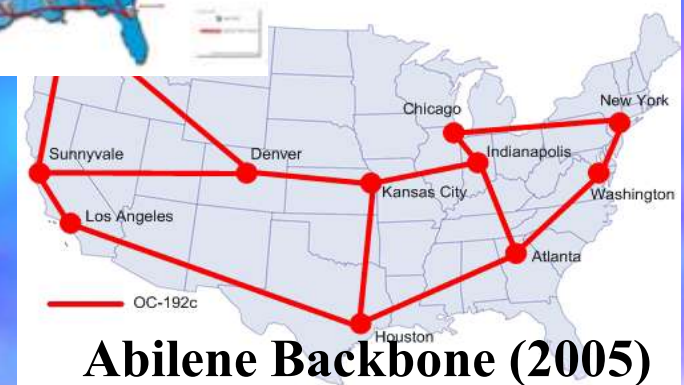 Chicago
New York
Sunnyvale
Denver
Indianapolis
Kansas City
Washington
Los Angeles
Atlanta
OC-192c
Houston
Abilene Backbone (2005)